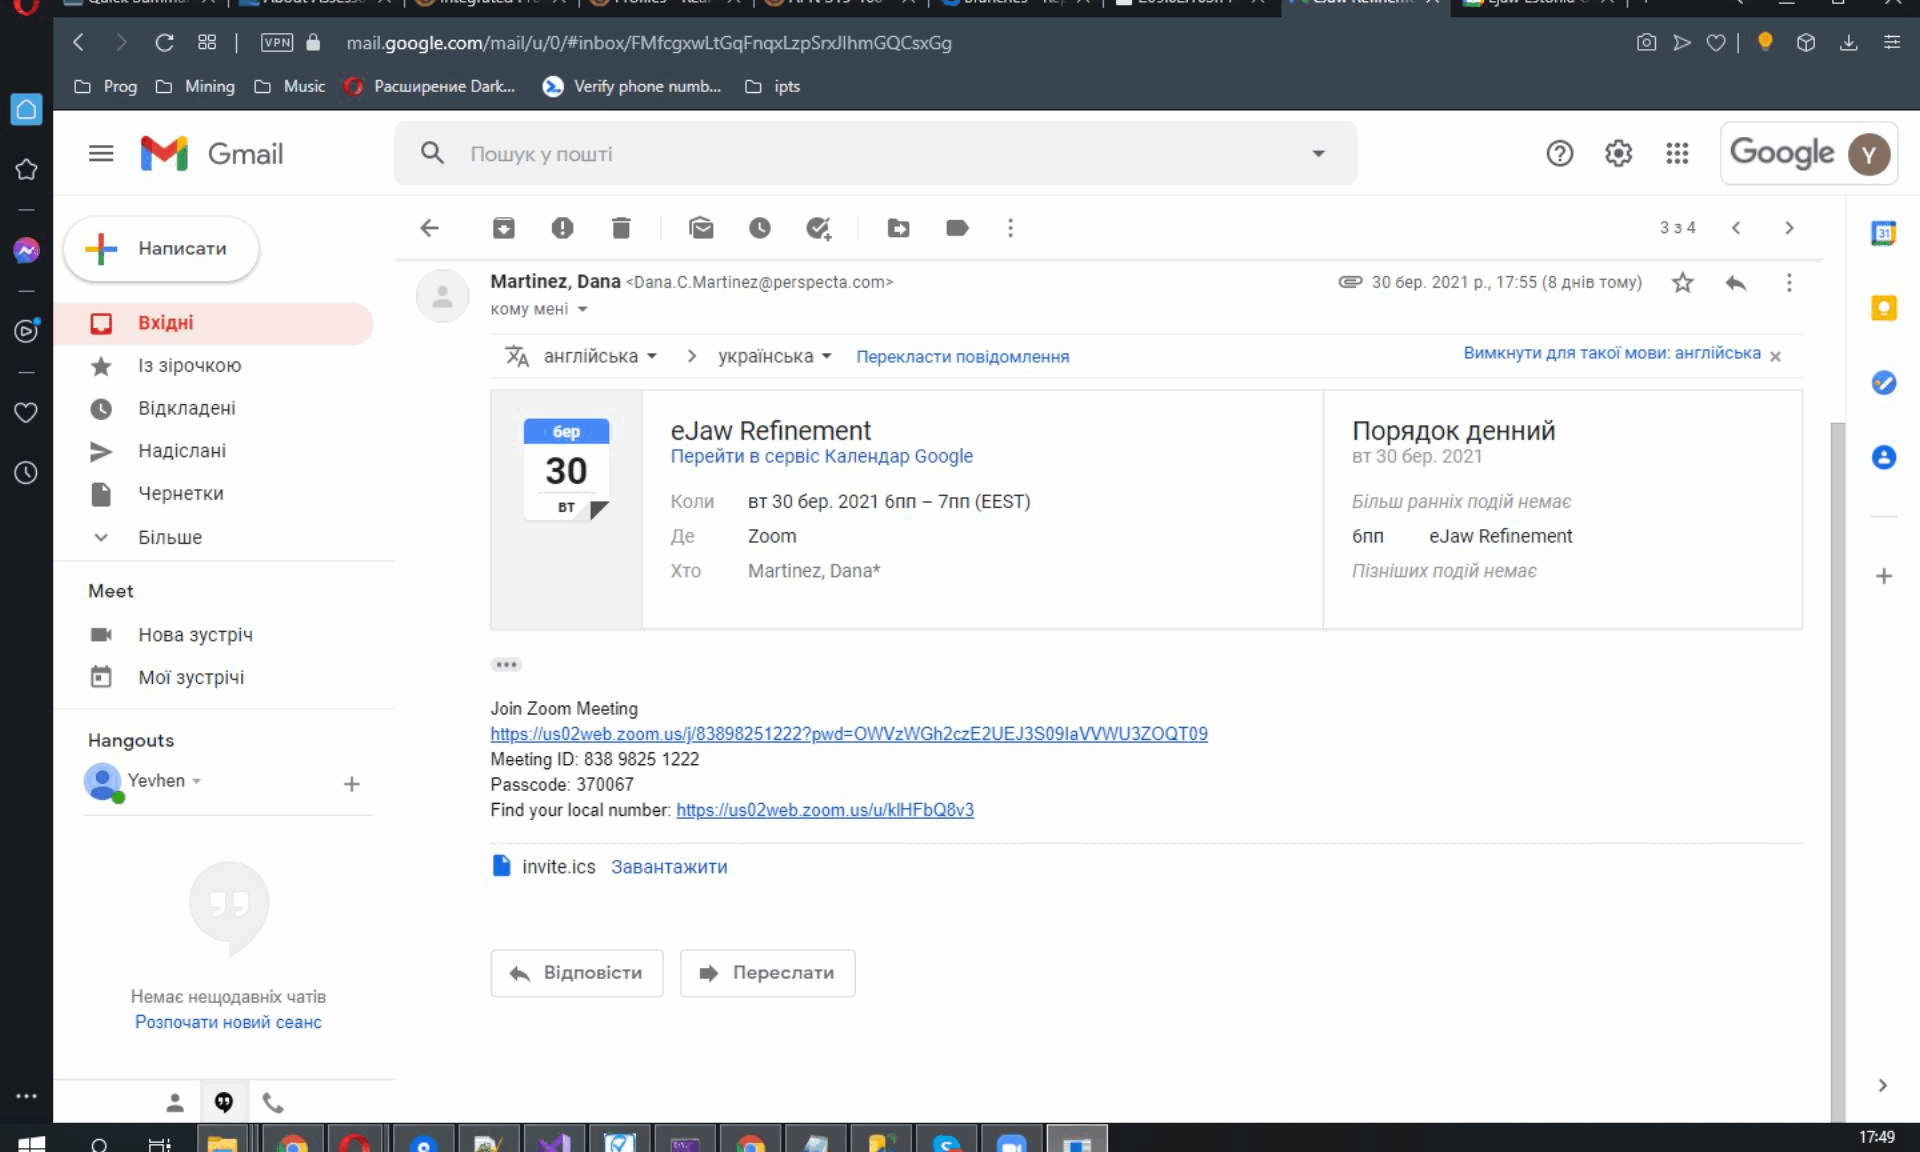 VPN
mail.google.com/mail/u/0/#inbox/FMfcgxwLtGqFnqxLzpSrxJlhmGQCsxGg
Prog
Mining
Music
Расширение Dark...
Verify phone numb...
ipts
Gmail
Пошук у пошті
Google
Y
Написати
3 з 4
31
Martinez, Dana <Dana.C.Martinez@perspecta.com>
30 бер. 2021 р., 17:55 (8 днів тому)
кому мені
Вхідні
Із зірочкою
Відкладені
Надіслані
Чернетки
Більше
англійська
українська
Перекласти повідомлення
Вимкнути для такої мови: англійська
бер
30
вт
eJaw Refinement
Перейти в сервіс Календар Google
Коли вт 30 бер. 2021 6пп – 7пп (EEST)
Де Zoom
Хто Martinez, Dana*
Порядок денний
вт 30 бер. 2021
Більш ранніх подій немає
6пп eJaw Refinement
Пізніших подій немає
Meet
Нова зустріч
Мої зустрічі
Join Zoom Meeting
https://us02web.zoom.us/j/83898251222?pwd=OWVzWGh2czE2UEJ3S09IaVVWU3ZOQT09
Meeting ID: 838 9825 1222
Passcode: 370067
Find your local number: https://us02web.zoom.us/u/klHFbQ8v3
Hangouts
Yevhen
invite.ics Завантажити
Відповісти
Переслати
Немає нещодавніх чатів
Розпочати новий сеанс
17:49